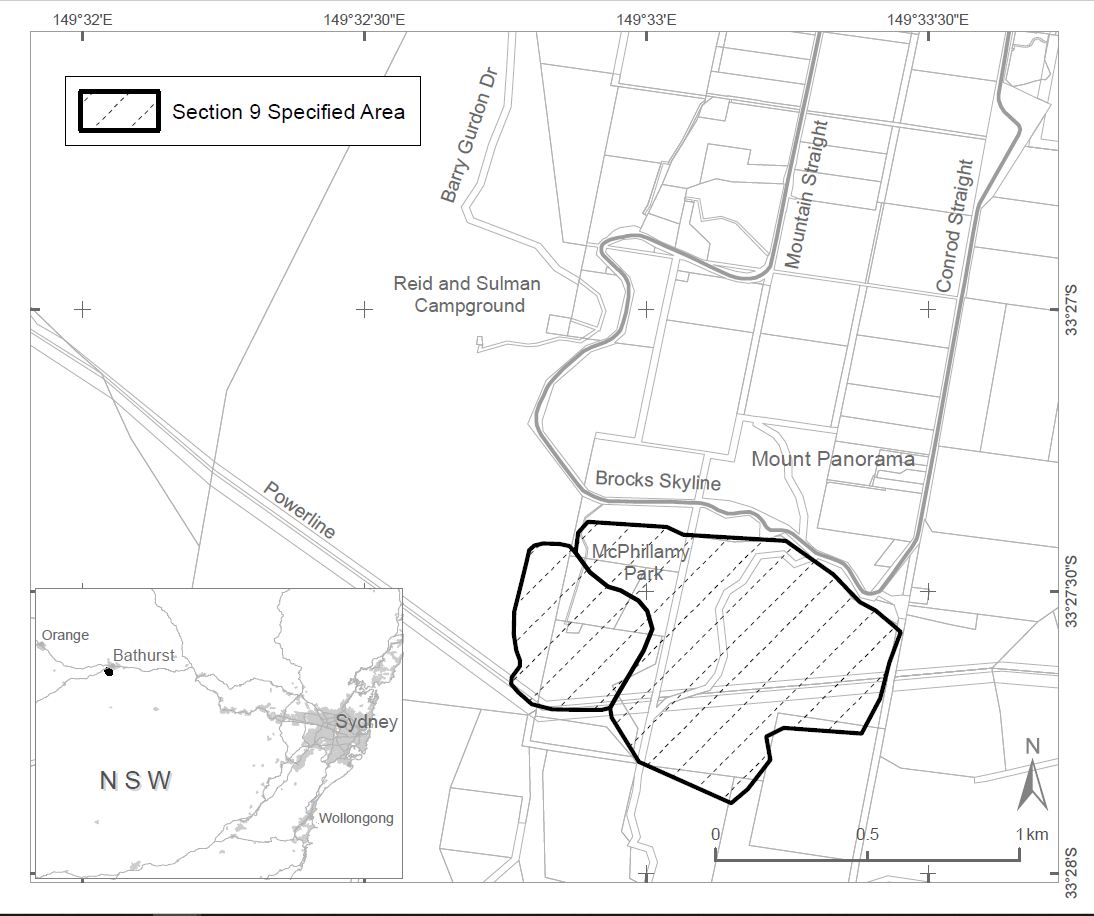 149°32'E
149°32'30"E
149°33'E
149°33'30"E
Section 9 Specified Area
Barry Gurdon Dr
Mountain Straight
Conrod Straight
Reid and Sulman
Campground
33°27'S
Mount Panorama
Brocks Skyline
Powerline
McPhillamy
Park
33°27'30"S
Orange
Bathurst
Sydney
NSW
Wollongong
N
0
0.5
1km
33°28'S